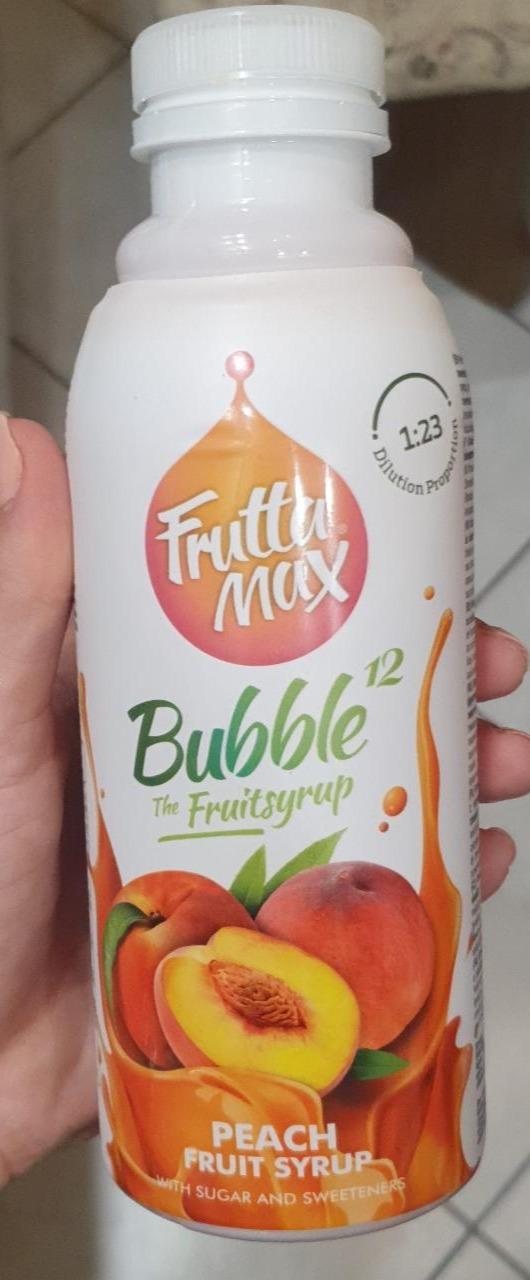 1:23
Dilution Proportion
Frutta
Max
Bubble 12
The Fruitsyrup
PEACH
FRUIT SYRUP
WITH SUGAR AND SWEETENERS